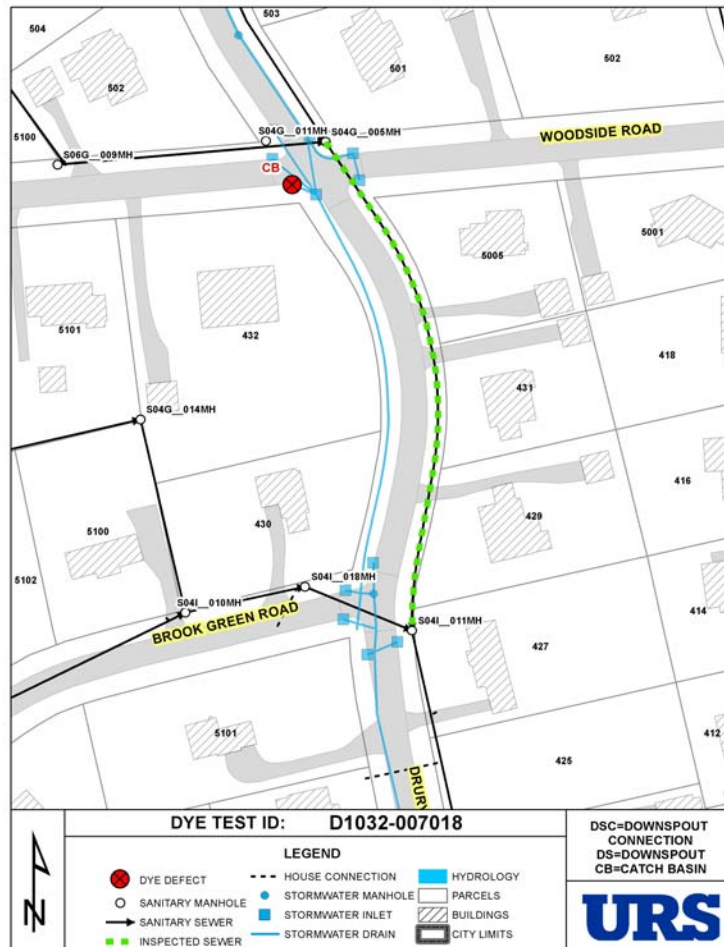 503
504
501
502
502
5100
S04G__011MH
S04G__005MH
WOODSIDE ROAD
S06G__009MH
CB
5001
5005
5101
432
418
431
S04G__014MH
416
5100
430
429
5102
S04I__018MH
414
S04I__010MH
S04I__011MH
BROOK GREEN ROAD
427
5101
412
425
DRURY
DYE TEST ID: D1032-007018
LEGEND
DYE DEFECT
SANITARY MANHOLE
SANITARY SEWER
INSPECTED SEWER
HOUSE CONNECTION
STORMWATER MANHOLE
STORMWATER INLET
STORMWATER DRAIN
HYDROLOGY
PARCELS
BUILDINGS
CITY LIMITS
DSC=DOWNSPOUT
CONNECTION
DS=DOWNSPOUT
CB=CATCH BASIN
N
URS